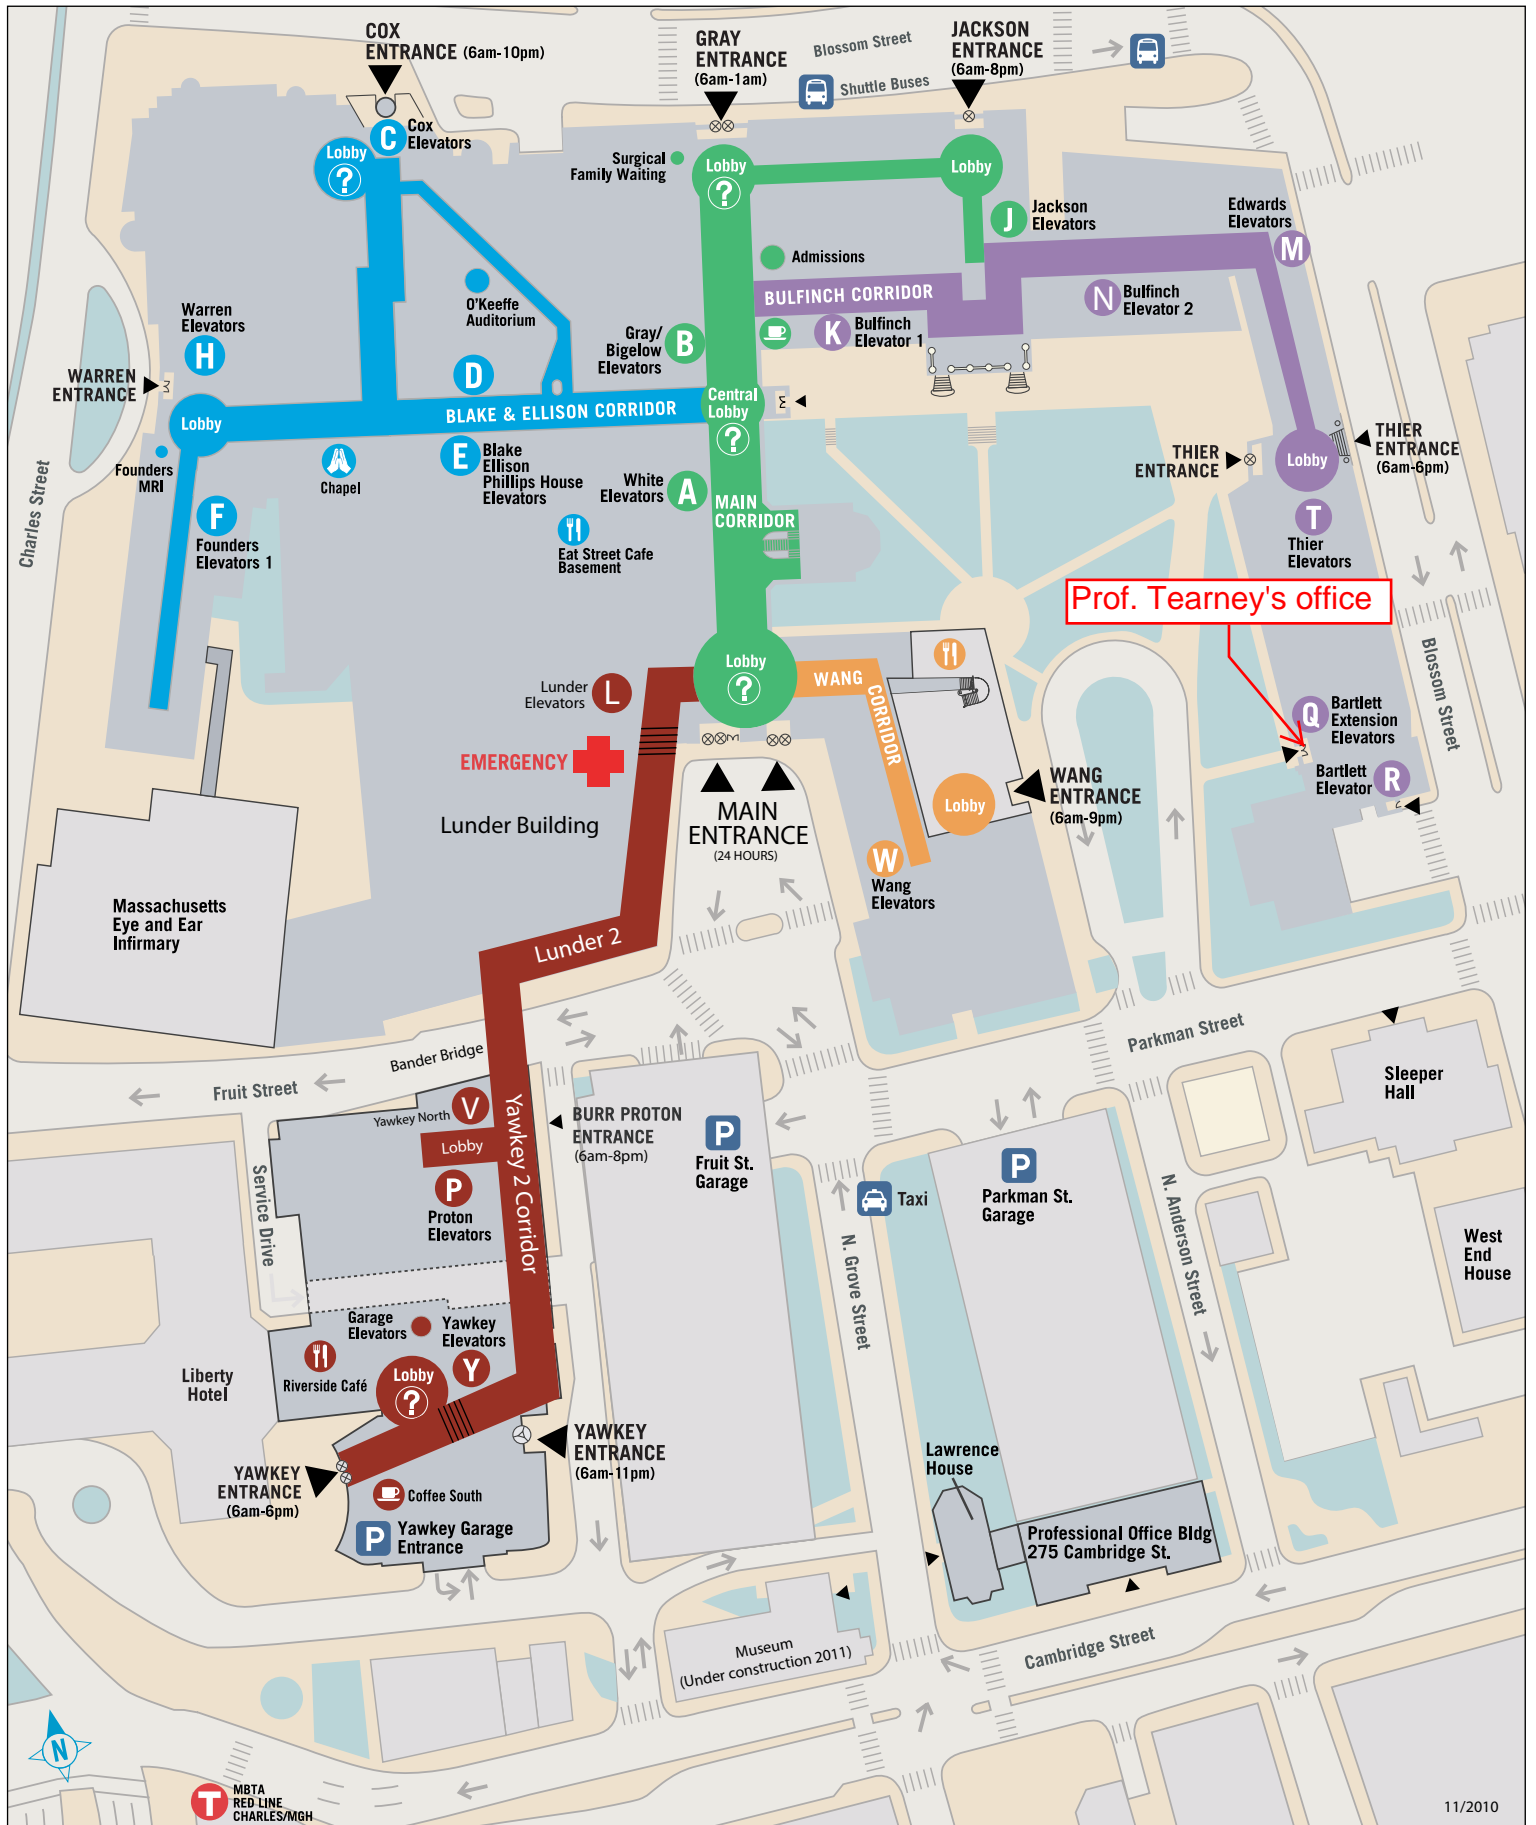 COX
ENTRANCE (6am-10pm)
GRAY
ENTRANCE
(6am-1am)
Blossom Street
JACKSON
ENTRANCE
(6am-8pm)
Shuttle Buses
C
Cox
Elevators
Lobby
?
Surgical
Family Waiting
Lobby
?
Lobby
J
Jackson
Elevators
Edwards
Elevators
M
Admissions
BULFINCH CORRIDOR
N
Bulfinch
Elevator 2
O'Keeffe
Auditorium
Warren
Elevators
H
Gray/
Bigelow
Elevators
B
K
Bulfinch
Elevator 1
WARREN
ENTRANCE
D
Lobby
BLAKE & ELLISON CORRIDOR
Central
Lobby
?
Founders
MRI
Chapel
E
Blake
Ellison
Phillips House
Elevators
White
Elevators
A
MAIN
CORRIDOR
THIER
ENTRANCE
Lobby
THIER
ENTRANCE
(6am-6pm)
Charles Street
F
Founders
Elevators 1
Eat Street Cafe
Basement
T
Thier
Elevators
Prof. Tearney's office
Blossom Street
Lobby
?
WANG
CORRIDOR
Lunder
Elevators
L
Q
Bartlett
Extension
Elevators
EMERGENCY
Bartlett
Elevator
R
MAIN
ENTRANCE
(24 HOURS)
Lobby
WANG
ENTRANCE
(6am-9pm)
Lunder Building
W
Wang
Elevators
Massachusetts
Eye and Ear
Infirmary
Lunder 2
Parkman Street
Bander Bridge
Fruit Street
Sleeper
Hall
Yawkey North
V
Lobby
Yawkey 2 Corridor
BURR PROTON
ENTRANCE
(6am-8pm)
P
Fruit St.
Garage
P
Parkman St.
Garage
Service Drive
P
Proton
Elevators
Taxi
N. Grove Street
N. Anderson Street
West
End
House
Garage
Elevators
Yawkey
Elevators
Y
Riverside Café
Lobby
?
Liberty
Hotel
YAWKEY
ENTRANCE
(6am-11pm)
YAWKEY
ENTRANCE
(6am-6pm)
Coffee South
P
Yawkey Garage
Entrance
Lawrence
House
Professional Office Bldg
275 Cambridge St.
Museum
(Under construction 2011)
Cambridge Street
N
T
MBTA
RED LINE
CHARLES/MGH
11/2010